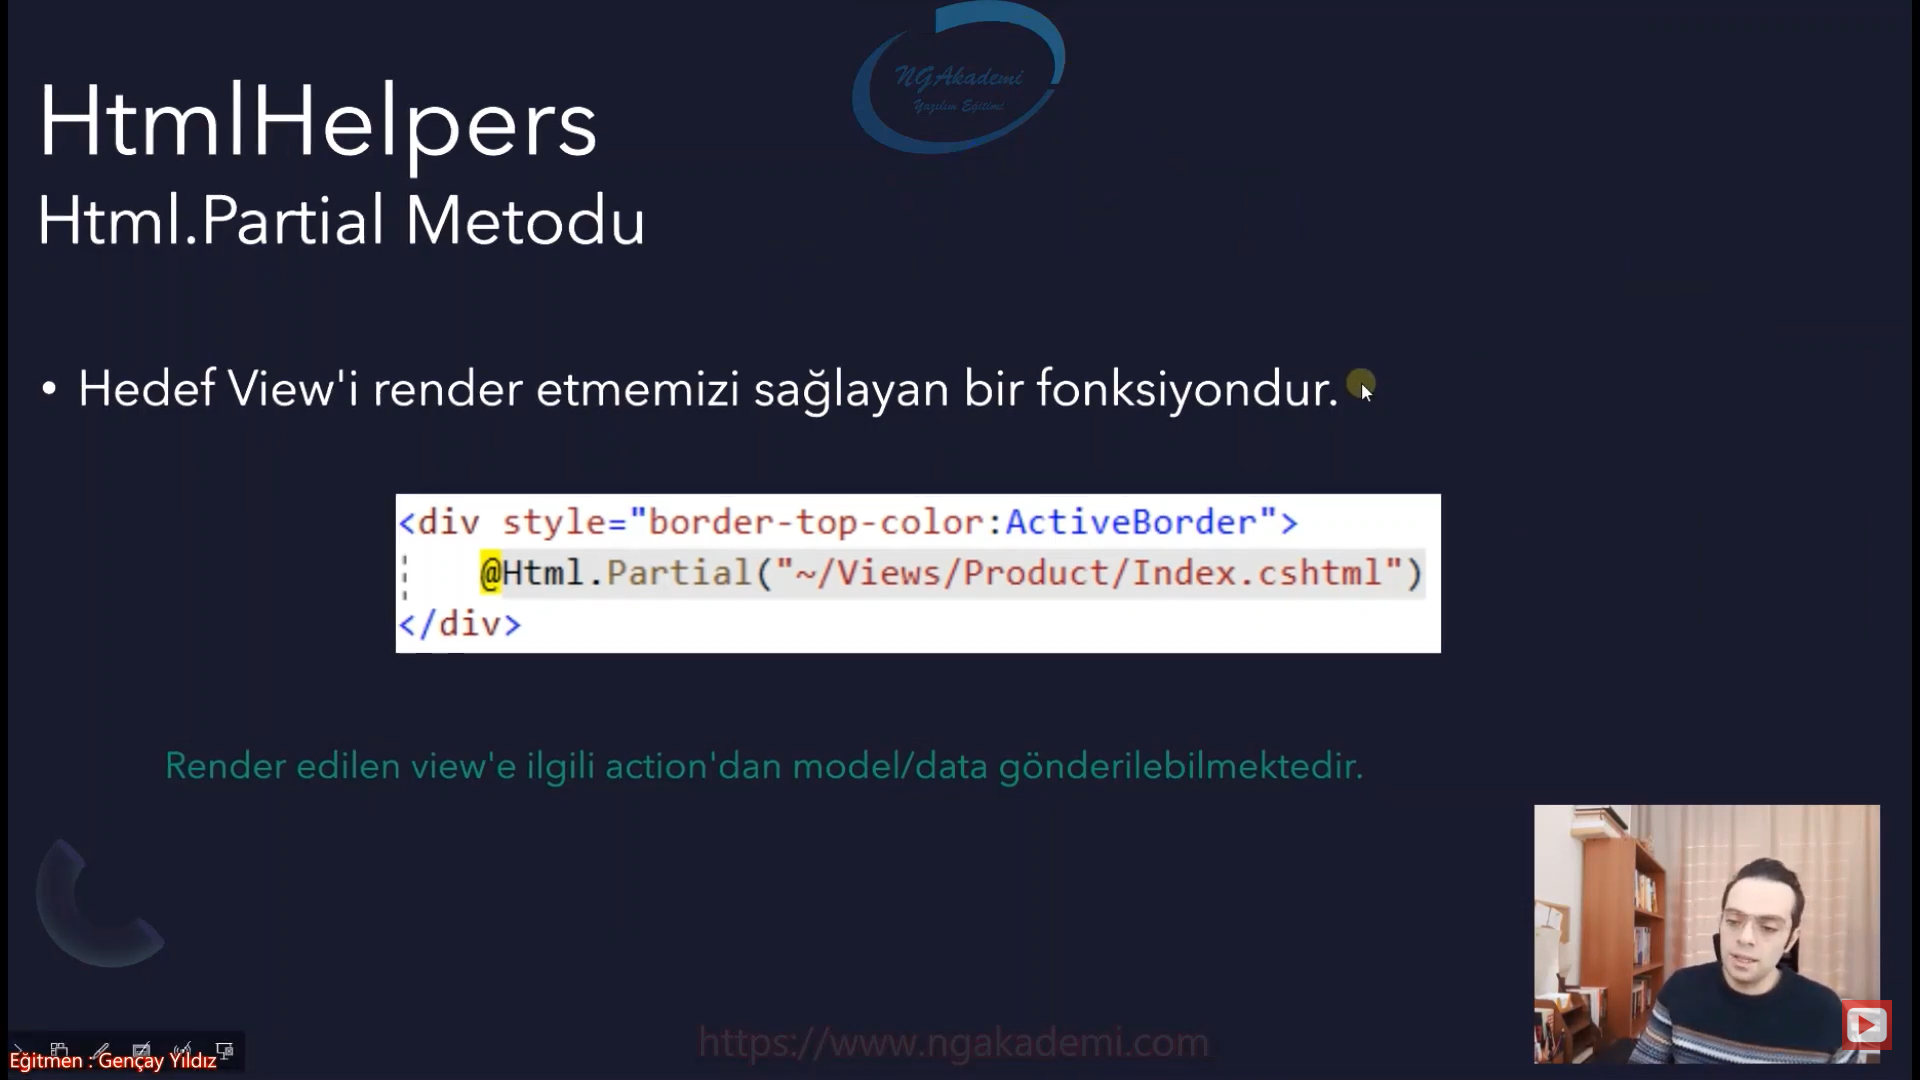 NGAkademi
Yazılım Eğitimi
HtmlHelpers
Html.Partial Metodu
• Hedef View'i render etmemizi sağlayan bir fonksiyondur.
<div style="border-top-color:ActiveBorder">
@Html.Partial("~/Views/Product/Index.cshtml")
</div>
Render edilen view'e ilgili action'dan model/data gönderilebilmektedir.
https://www.ngakademi.com
Eğitmen : Gençay Yıldız